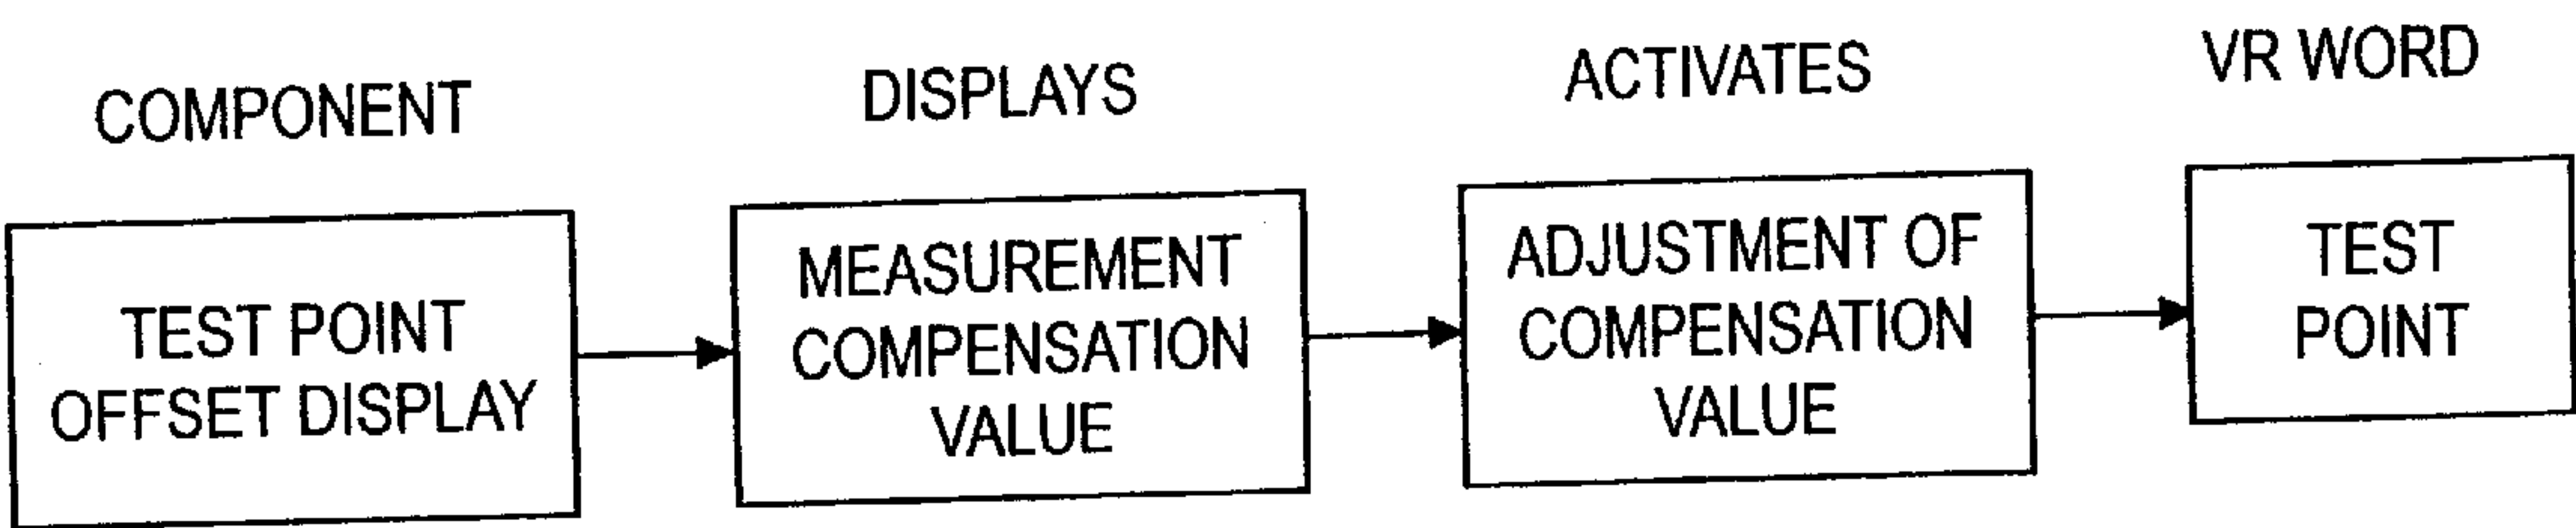 COMPONENT
DISPLAYS
ACTIVATES
VR WORD
TEST POINT
OFFSET DISPLAY
MEASUREMENT
COMPENSATION
VALUE
ADJUSTMENT OF
COMPENSATION
VALUE
TEST
POINT